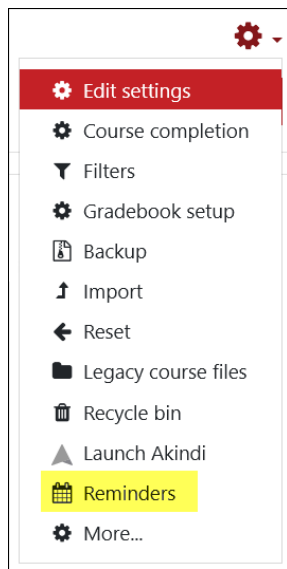 Edit settings
Course completion
Filters
Gradebook setup
Backup
Import
Reset
Legacy course files
Recycle bin
Launch Akindi
Reminders
More...